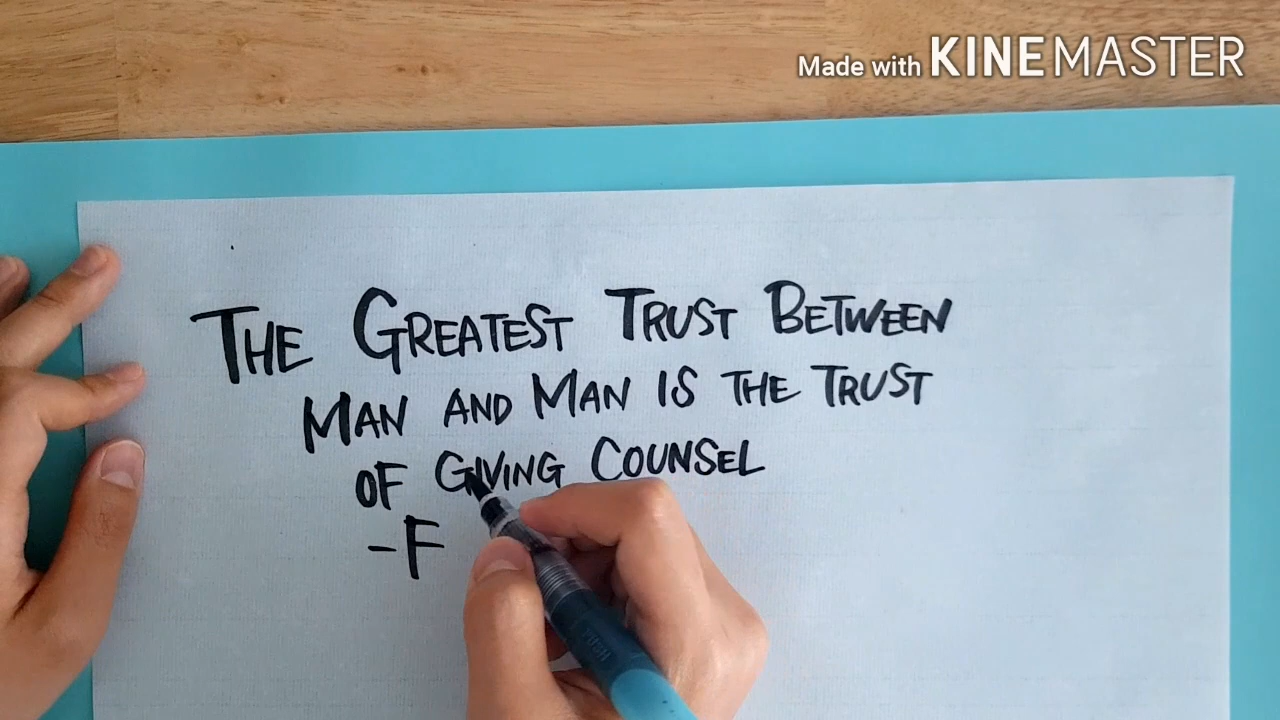 Made with KINEMASTER
THE GREATEST TRUST BETWEEN
MAN AND MAN IS THE TRUST
OF GIVING COUNSEL
-F